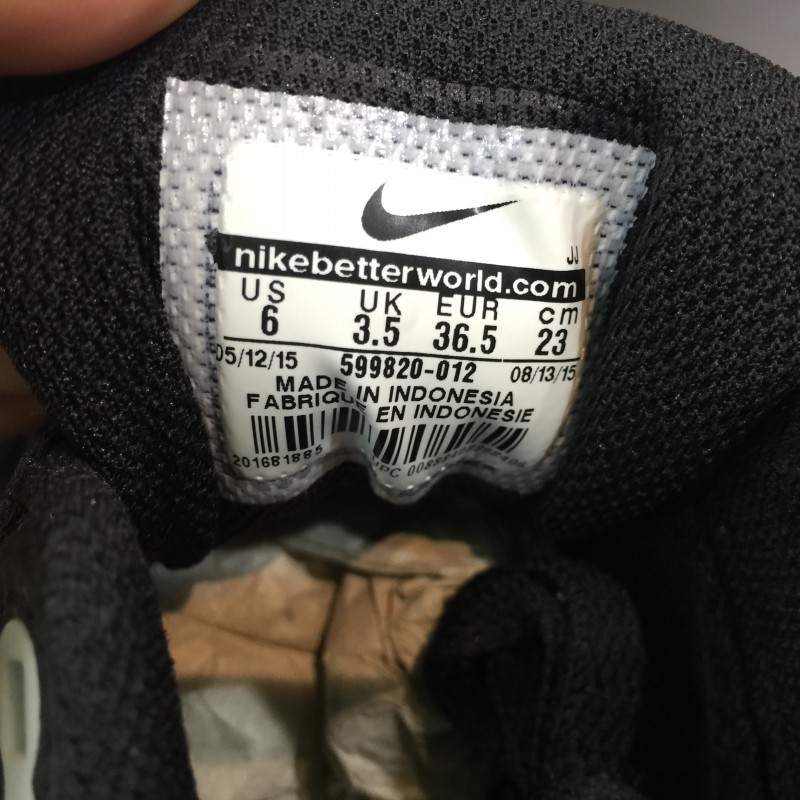 JJ
nikebetterworld.com
US UK EUR cm
6 3.5 36.5 23
05/12/15 599820-012 08/13/15
MADE IN INDONESIA
FABRIQUE EN INDONESIE
201681885 UPC